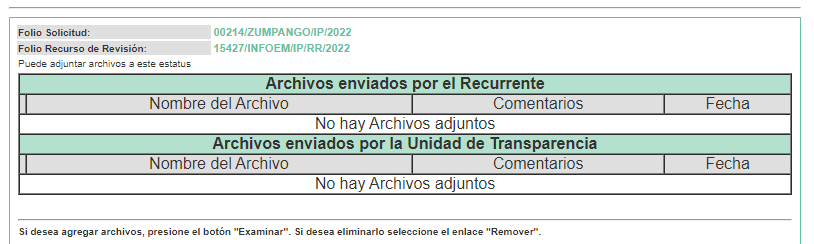 Folio Solicitud: 00214/ZUMPANGO/IP/2022
Folio Recurso de Revisión: 15427/INFOEM/IP/RR/2022
Puede adjuntar archivos a este estatus
Archivos enviados por el Recurrente
Nombre del Archivo Comentarios Fecha
No hay Archivos adjuntos
Archivos enviados por la Unidad de Transparencia
Nombre del Archivo Comentarios Fecha
No hay Archivos adjuntos
Si desea agregar archivos, presione el botón "Examinar". Si desea eliminarlo seleccione el enlace "Remover".